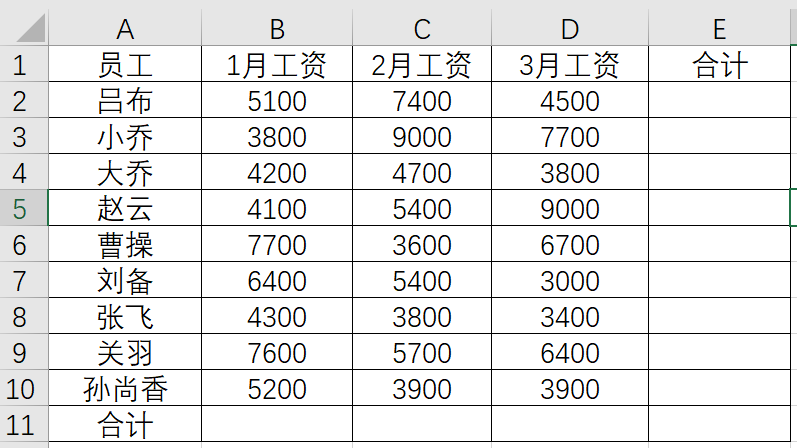 A B C D E
1 员工 1月工资 2月工资 3月工资 合计
2 吕布 5100 7400 4500
3 小乔 3800 9000 7700
4 大乔 4200 4700 3800
5 赵云 4100 5400 9000
6 曹操 7700 3600 6700
7 刘备 6400 5400 3000
8 张飞 4300 3800 3400
9 关羽 7600 5700 6400
10 孙尚香 5200 3900 3900
11 合计